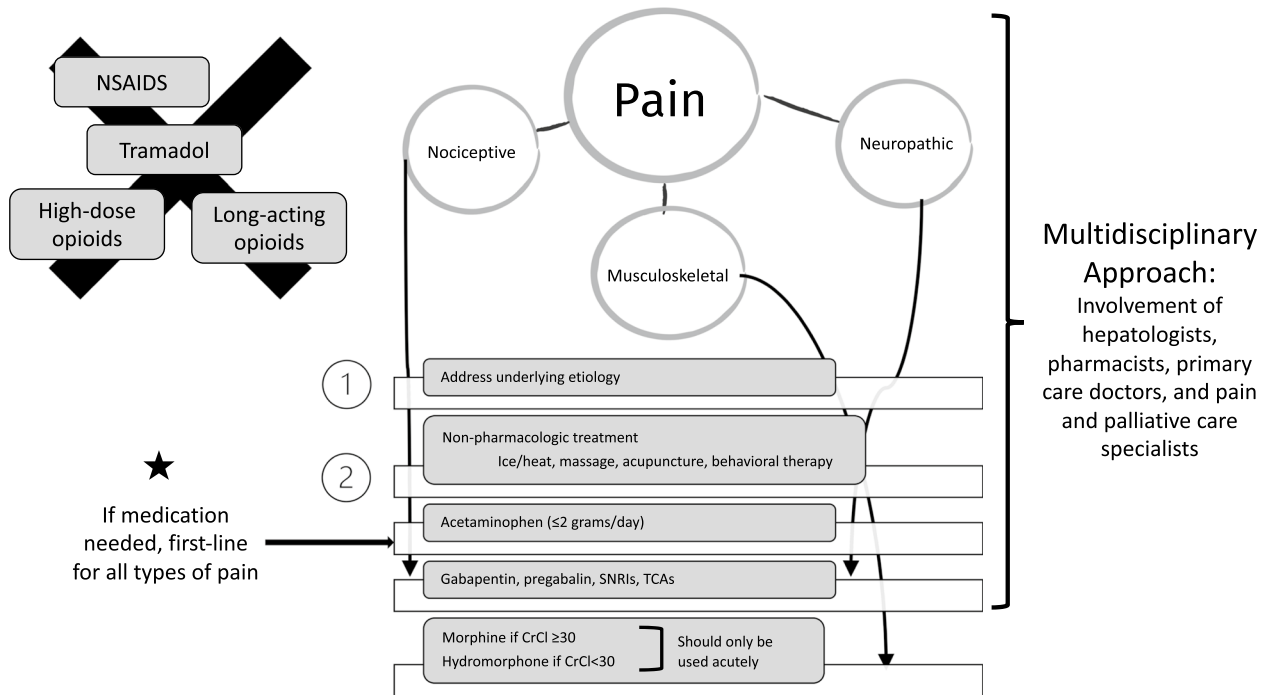 NSAIDS
Tramadol
High-dose
opioids
Long-acting
opioids
Pain
Nociceptive
Neuropathic
Musculoskeletal
1
Address underlying etiology
2
Non-pharmacologic treatment
Ice/heat, massage, acupuncture, behavioral therapy
★
If medication
needed, first-line
for all types of pain
Acetaminophen (≤2 grams/day)
Gabapentin, pregabalin, SNRIs, TCAs
Morphine if CrCl ≥30
Hydromorphone if CrCl<30
Should only be
used acutely
Multidisciplinary
Approach:
Involvement of
hepatologists,
pharmacists, primary
care doctors, and pain
and palliative care
specialists